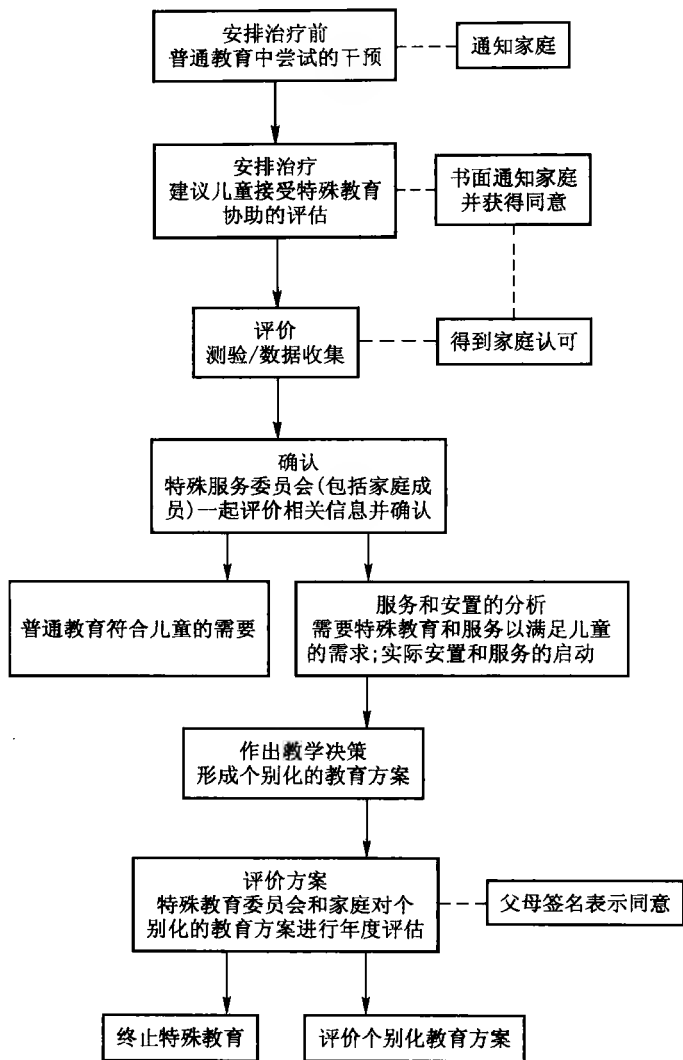 安排治疗前
普通教育中尝试的干预
通知家庭
安排治疗
建议儿童接受特殊教育
协助的评估
书面通知家庭
并获得同意
评价
测验/数据收集
得到家庭认可
确认
特殊服务委员会(包括家庭成
员)一起评价相关信息并确认
普通教育符合儿童的需要
服务和安置的分析
需要特殊教育和服务以满足儿童
的需求;实际安置和服务的启动
作出教学决策
形成个别化的教育方案
评价方案
特殊教育委员会和家庭对个
别化的教育方案进行年度评估
父母签名表示同意
终止特殊教育
评价个别化教育方案